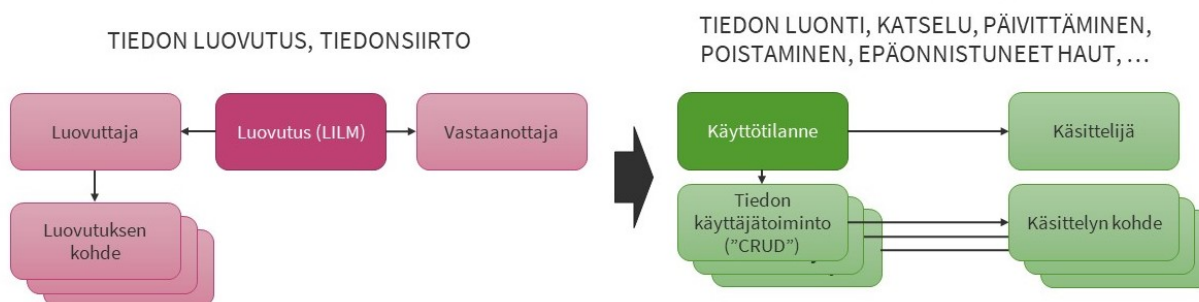 TIEDON LUOVUTUS, TIEDONSIIRTO
Luovuttaja
Luovutus (LILM)
Vastaanottaja
Luovutuksen
kohde
TIEDON LUONTI, KATSELU, PÄIVITTÄMINEN,
POISTAMINEN, EPÄONNISTUNEET HAUT, ...
Käyttötilanne
Käsittelijä
Tiedon
käyttäjätoiminto
("CRUD")
Käsittelyn kohde